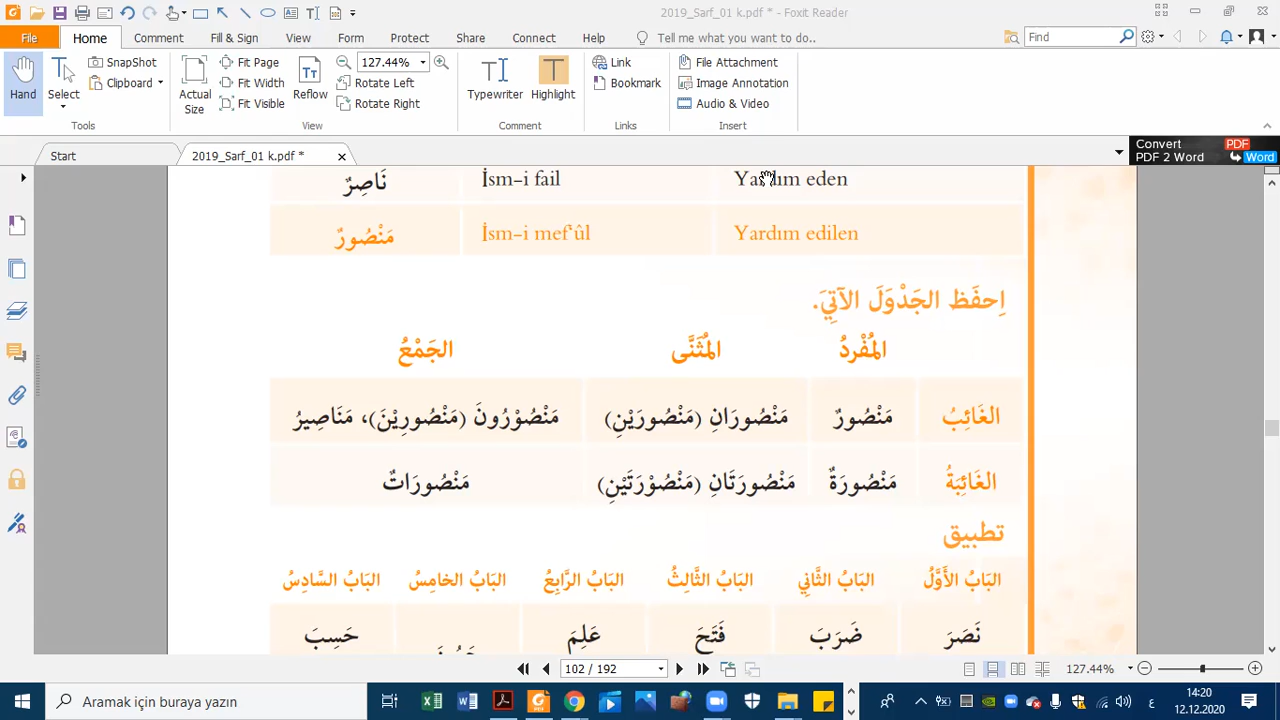 2019_Sarf_01 k.pdf * - Foxit Reader
File Home Comment Fill & Sign View Form Protect Share Connect Help Tell me what you want to do.. Find
Hand
Select
SnapShot
Clipboard
Tools
Actual Size
Fit Page
Fit Width
Fit Visible
Reflow
127.44%
Rotate Left
Rotate Right
View
Typewriter
Highlight
Comment
Link
Bookmark
Links
File Attachment
Image Annotation
Audio & Video
Insert
Start
2019_Sarf_01 k.pdf *
Convert PDF
PDF 2 Word Word
نَاصِرٌ İsm-i fail Yardım eden
مَنْصُورٌ İsm-i mef'ûl Yardım edilen
اِحفَظ الجَدْوَلَ الآتِيَ.
المُفْردُ المُثَنَّى الجَمْعُ
الغَائِبُ مَنْصُورٌ مَنْصُورَانِ (مَنْصُورَيْنِ) مَنْصُوْرُونَ (مَنْصُورِيْنَ)، مَنَاصِيرُ
الغَائِبَةُ مَنْصُورَةٌ مَنْصُورَتَانِ (مَنْصُوْرَتَيْنِ) مَنْصُورَاتٌ
تطبيق
البَابُ الأَوَّلُ البَابُ الثَّانِي البَابُ الثَّالِثُ البَابُ الرَّابِعُ البَابُ الخَامِسُ البَابُ السَّادِسُ
نَصَرَ ضَرَبَ فَتَحَ عَلِمَ حَسِبَ
102 / 192
127.44%
Aramak için buraya yazın
ع
14:20
12.12.2020